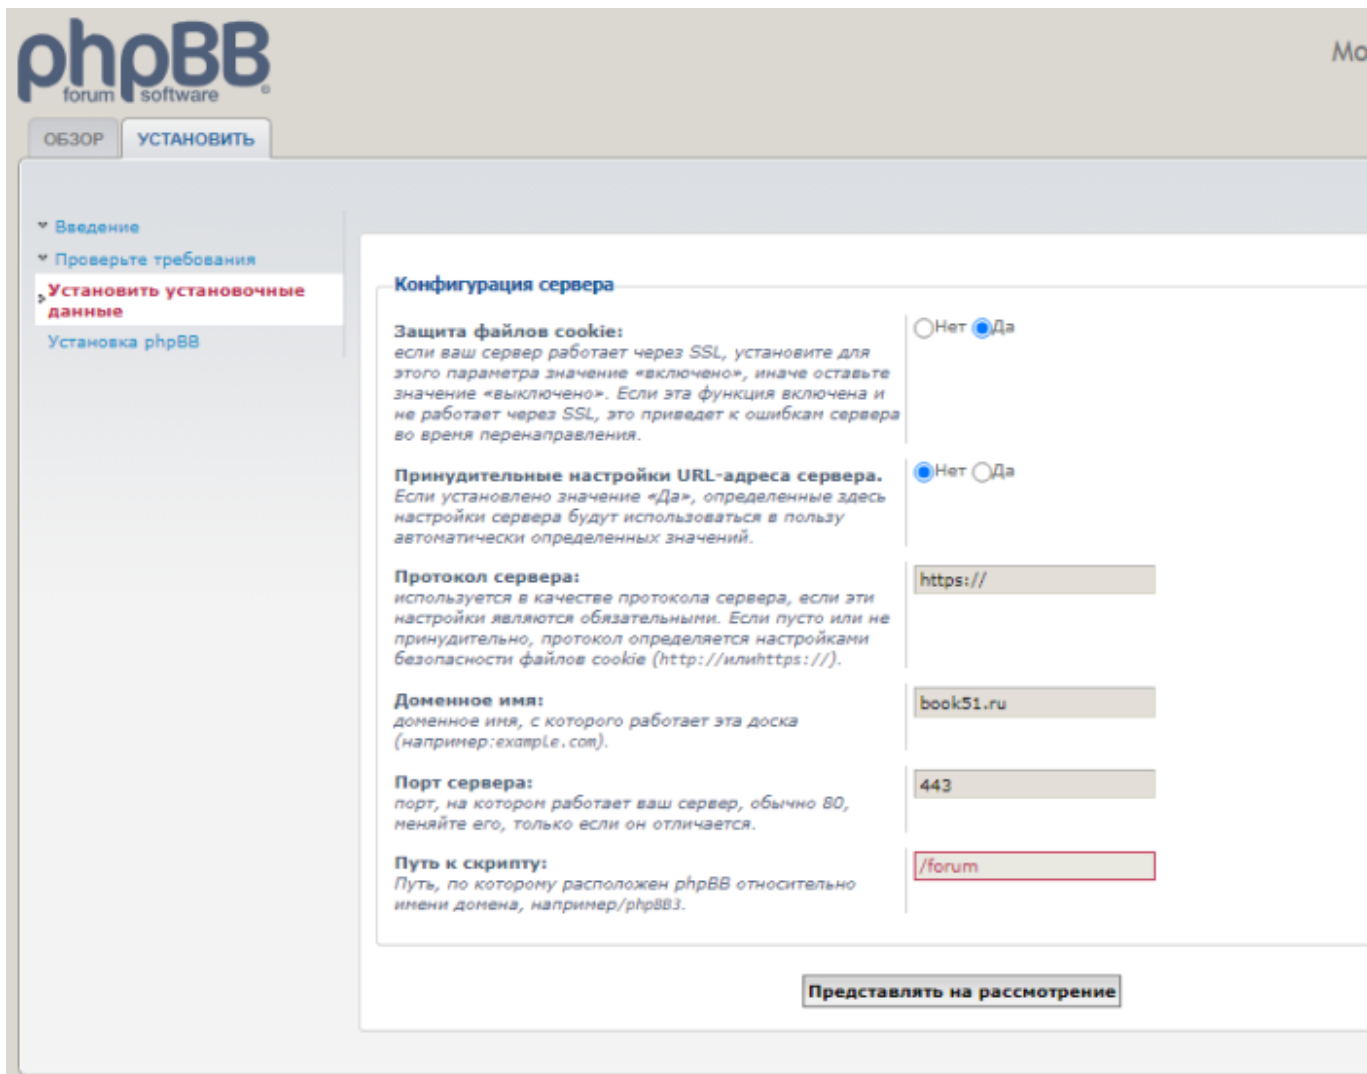 phpBB
forum software
Мо
ОБЗОР
УСТАНОВИТЬ
Введение
Проверьте требования
Установить установочные
данные
Установка phpBB
Конфигурация сервера
Защита файлов cookie:
если ваш сервер работает через SSL, установите для
этого параметра значение «включено», иначе оставьте
значение «выключено». Если эта функция включена и
не работает через SSL, это приведет к ошибкам сервера
во время перенаправления.
Нет Да
Принудительные настройки URL-адреса сервера.
Если установлено значение «Да», определенные здесь
настройки сервера будут использоваться в пользу
автоматически определенных значений.
Нет Да
Протокол сервера:
используется в качестве протокола сервера, если эти
настройки являются обязательными. Если пусто или не
принудительно, протокол определяется настройками
безопасности файлов cookie (http://илиhttps://).
https://
Доменное имя:
доменное имя, с которого работает эта доска
(например:example.com).
book51.ru
Порт сервера:
порт, на котором работает ваш сервер, обычно 80,
меняйте его, только если он отличается.
443
Путь к скрипту:
Путь, по которому расположен phpBB относительно
имени домена, например/phpBB3.
/forum
Представлять на рассмотрение